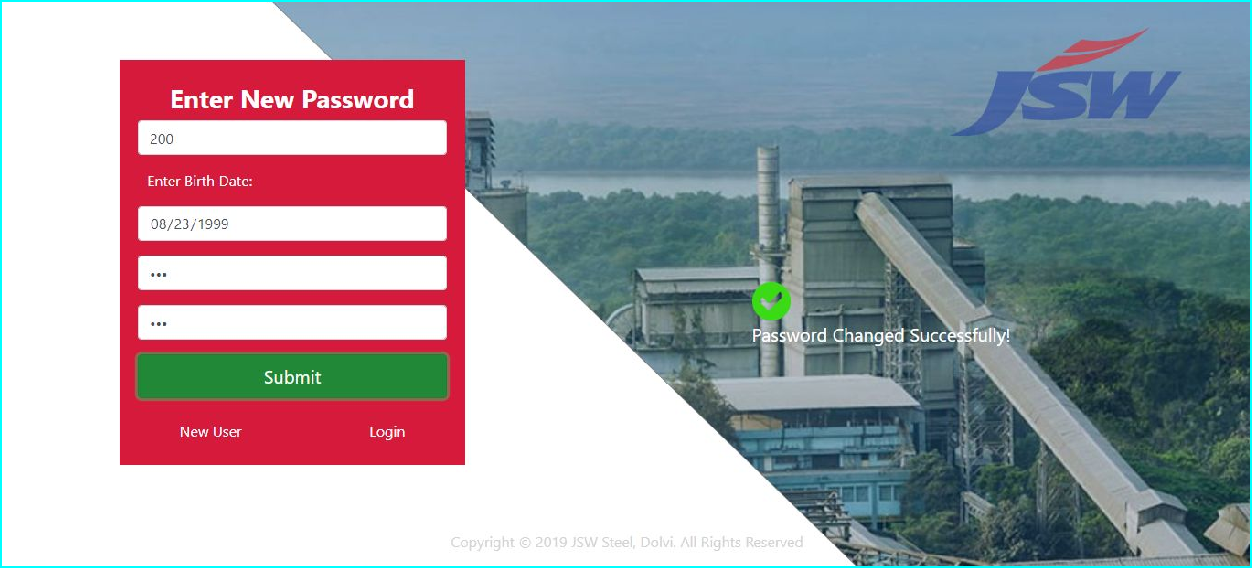 JSW
Enter New Password
200
Enter Birth Date:
08/23/1999
•••
•••
Submit
New User
Login
Password Changed Successfully!
Copyright © 2019 JSW Steel, Dolvi. All Rights Reserved